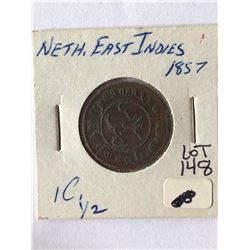 NETH. EAST INDIES
1857
LOT
148
1C.
1/2